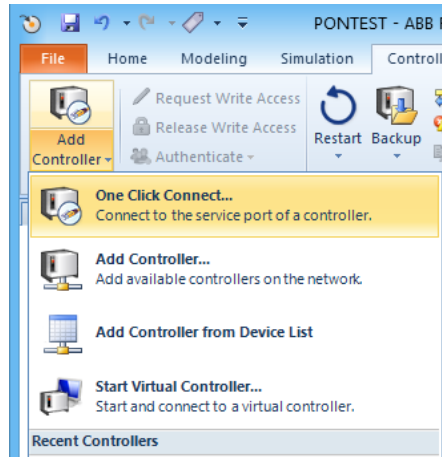 PONTEST - ABB
File Home Modeling Simulation
Request Write Access
Release Write Access
Authenticate
Add
Controller
Restart Backup
One Click Connect...
Connect to the service port of a controller.
Add Controller...
Add available controllers on the network.
Add Controller from Device List
Start Virtual Controller...
Start and connect to a virtual controller.
Recent Controllers